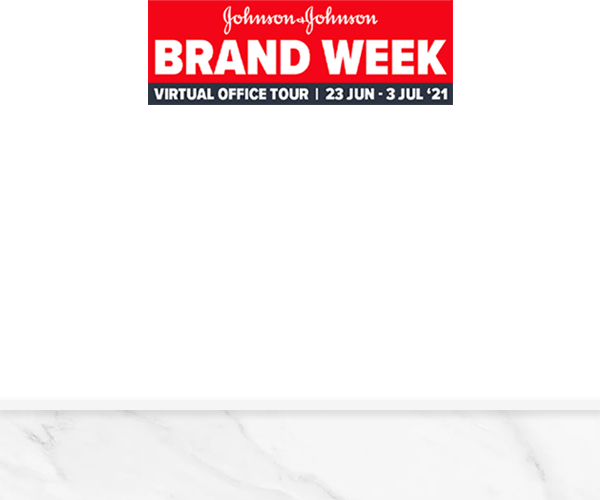 Johnson & Johnson
BRAND WEEK
VIRTUAL OFFICE TOUR | 23 JUN - 3 JUL ‘21